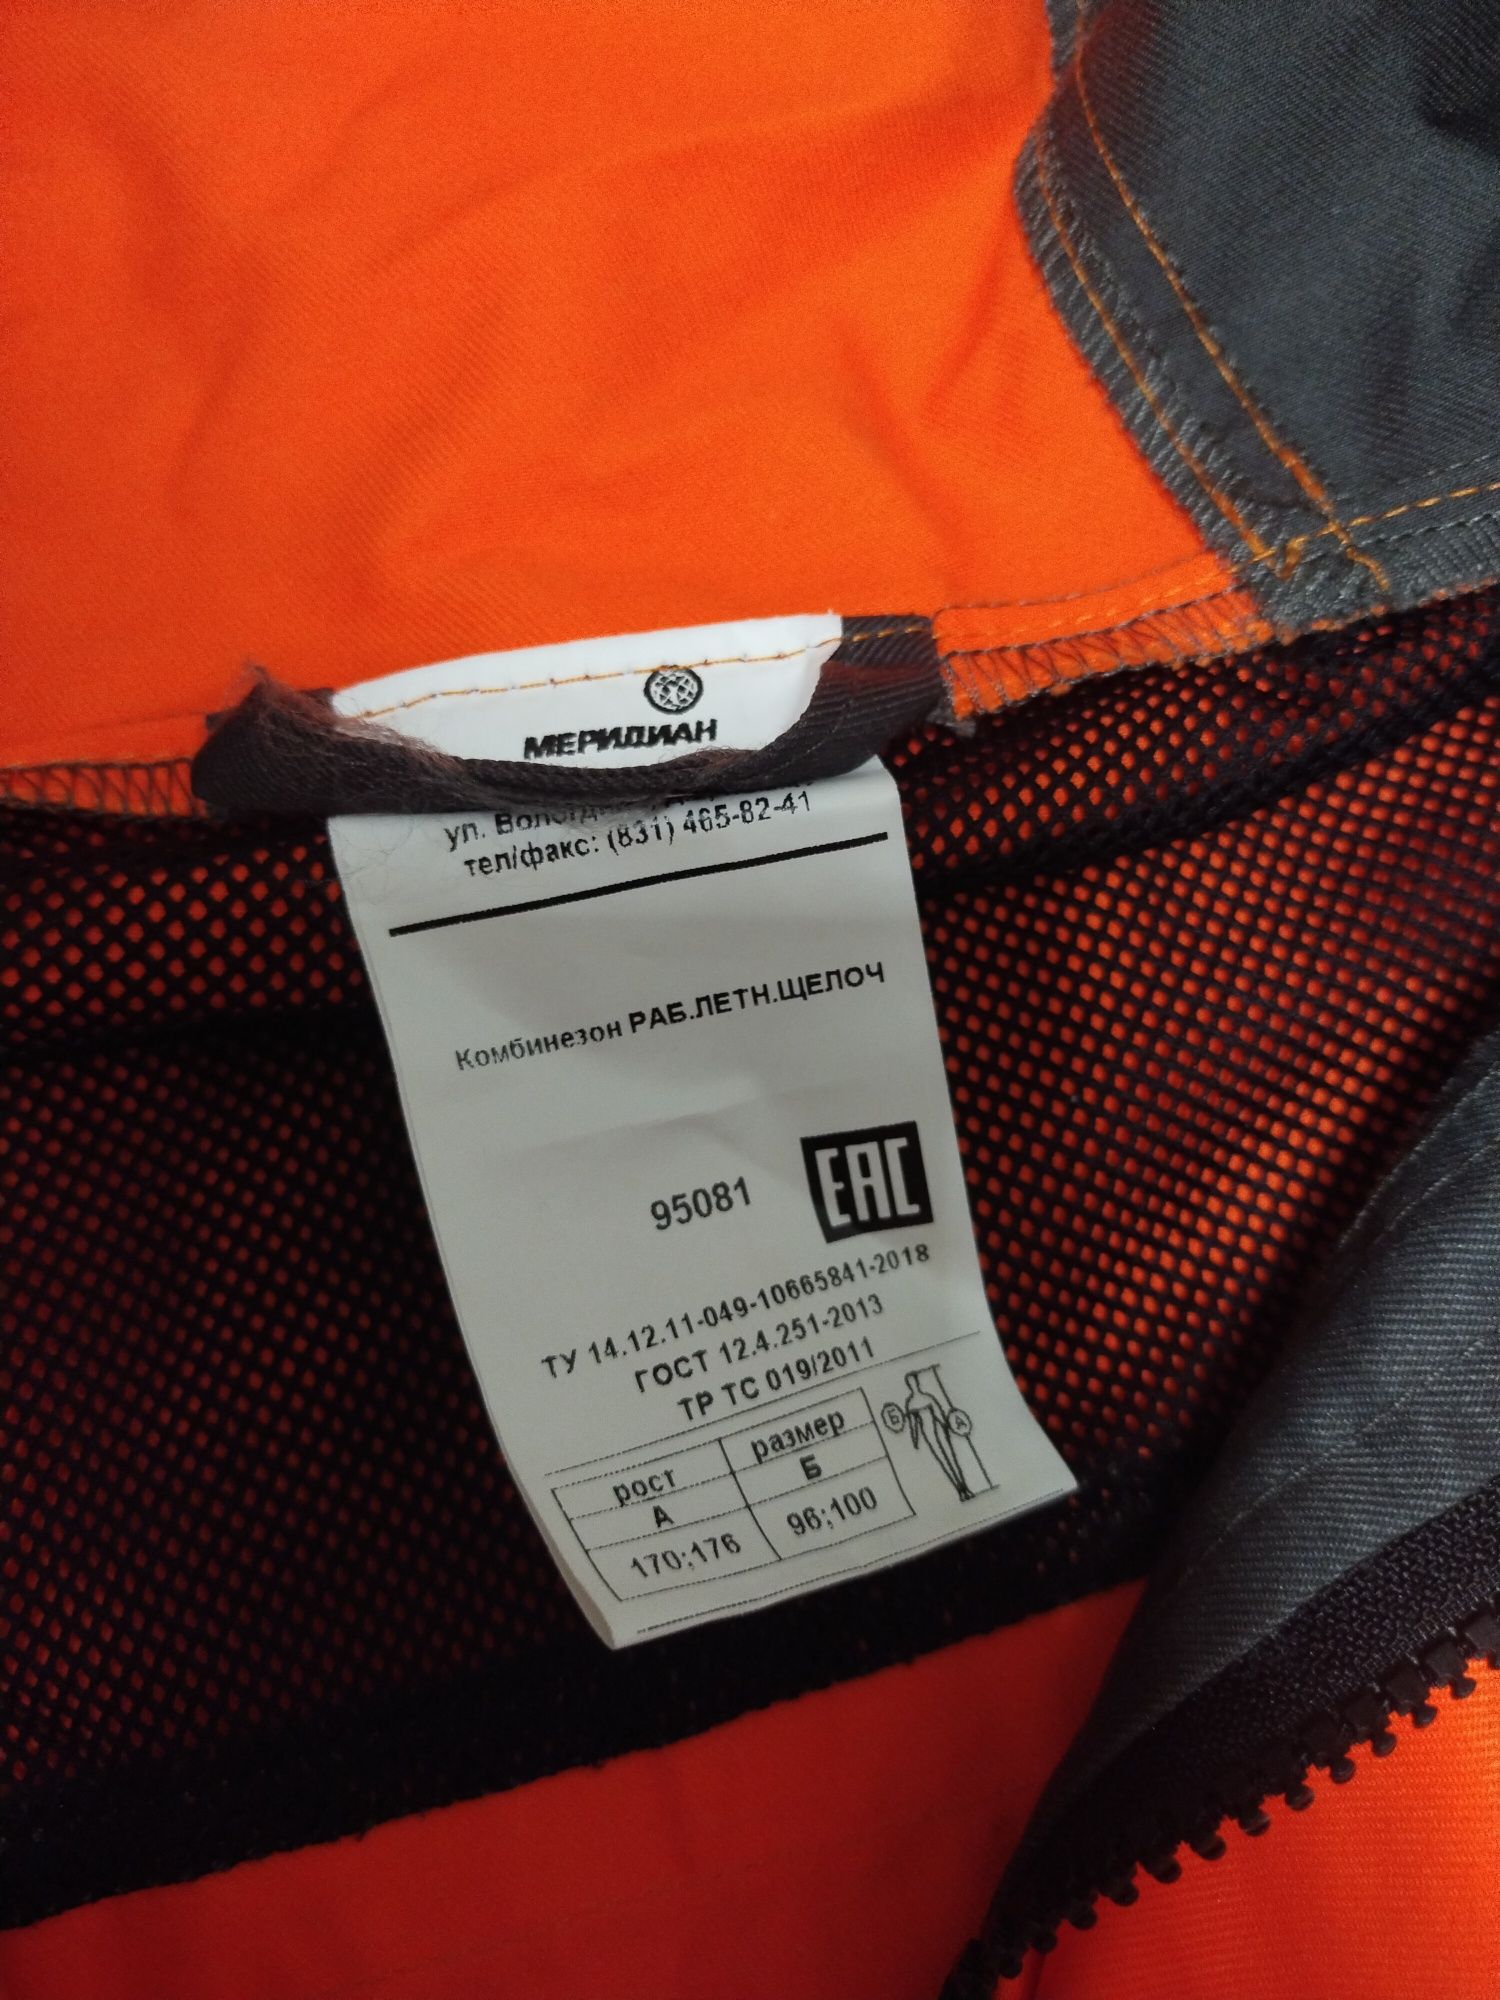 МЕРИДИАН
ул.
тел/факс: (831) 465-82-41
Комбинезон РАБ.ЛЕТН.ЩЕЛОЧ
95081
ЕАС
ТУ 14.12.11-049-10665841-2018
ГОСТ 12.4.251-2013
ТР ТС 019/2011
рост размер
А Б
170;176 96;100
Б А